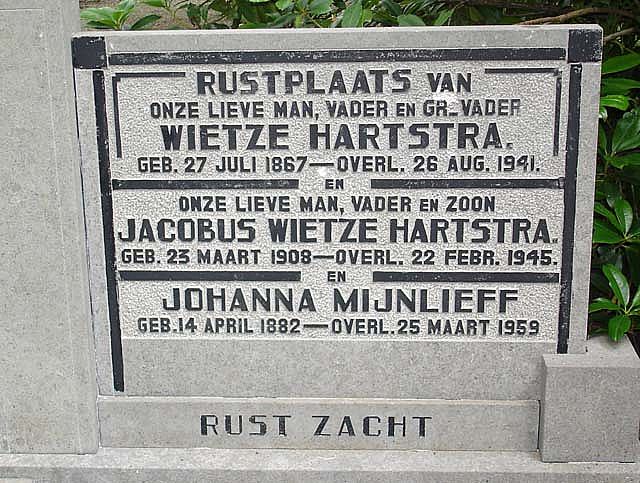 RUSTPLAATS VAN
ONZE LIEVE MAN, VADER EN GR_VADER
WIETZE HARTSTRA.
GEB. 27 JULI 1867—OVERL. 26 AUG. 1941.
EN
ONZE LIEVE MAN, VADER EN ZOON
JACOBUS WIETZE HARTSTRA.
GEB. 23 MAART 1908—OVERL. 22 FEBR. 1945.
EN
JOHANNA MIJNLIEFF
GEB. 14 APRIL 1882—OVERL. 25 MAART 1959
RUST ZACHT